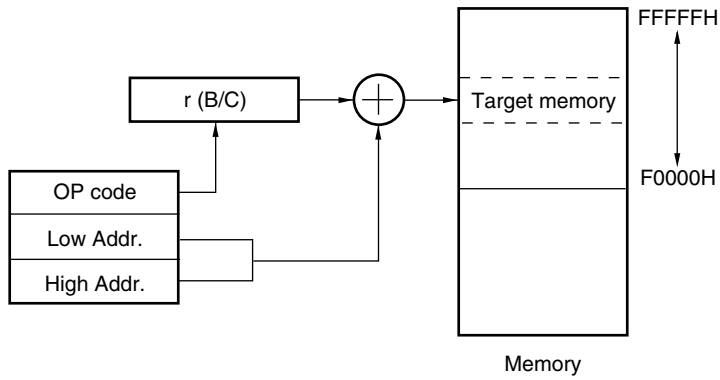 FFFFFH
r (B/C)
Target memory
F0000H
OP code
Low Addr.
High Addr.
Memory